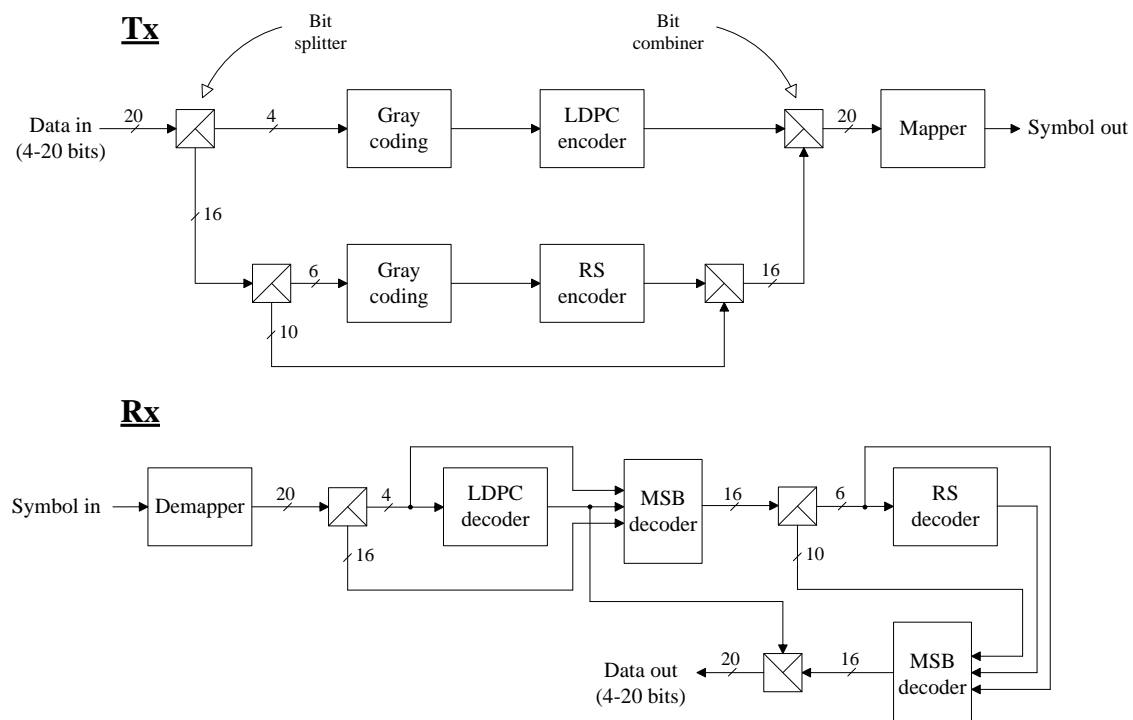 Tx
Bit
splitter
Bit
combiner
Data in
(4-20 bits)
20
4
Gray
coding
LDPC
encoder
20
Mapper
Symbol out
16
6
Gray
coding
RS
encoder
16
10
Rx
Symbol in
Demapper
20
4
LDPC
decoder
MSB
decoder
16
6
RS
decoder
16
10
Data out
(4-20 bits)
20
16
MSB
decoder